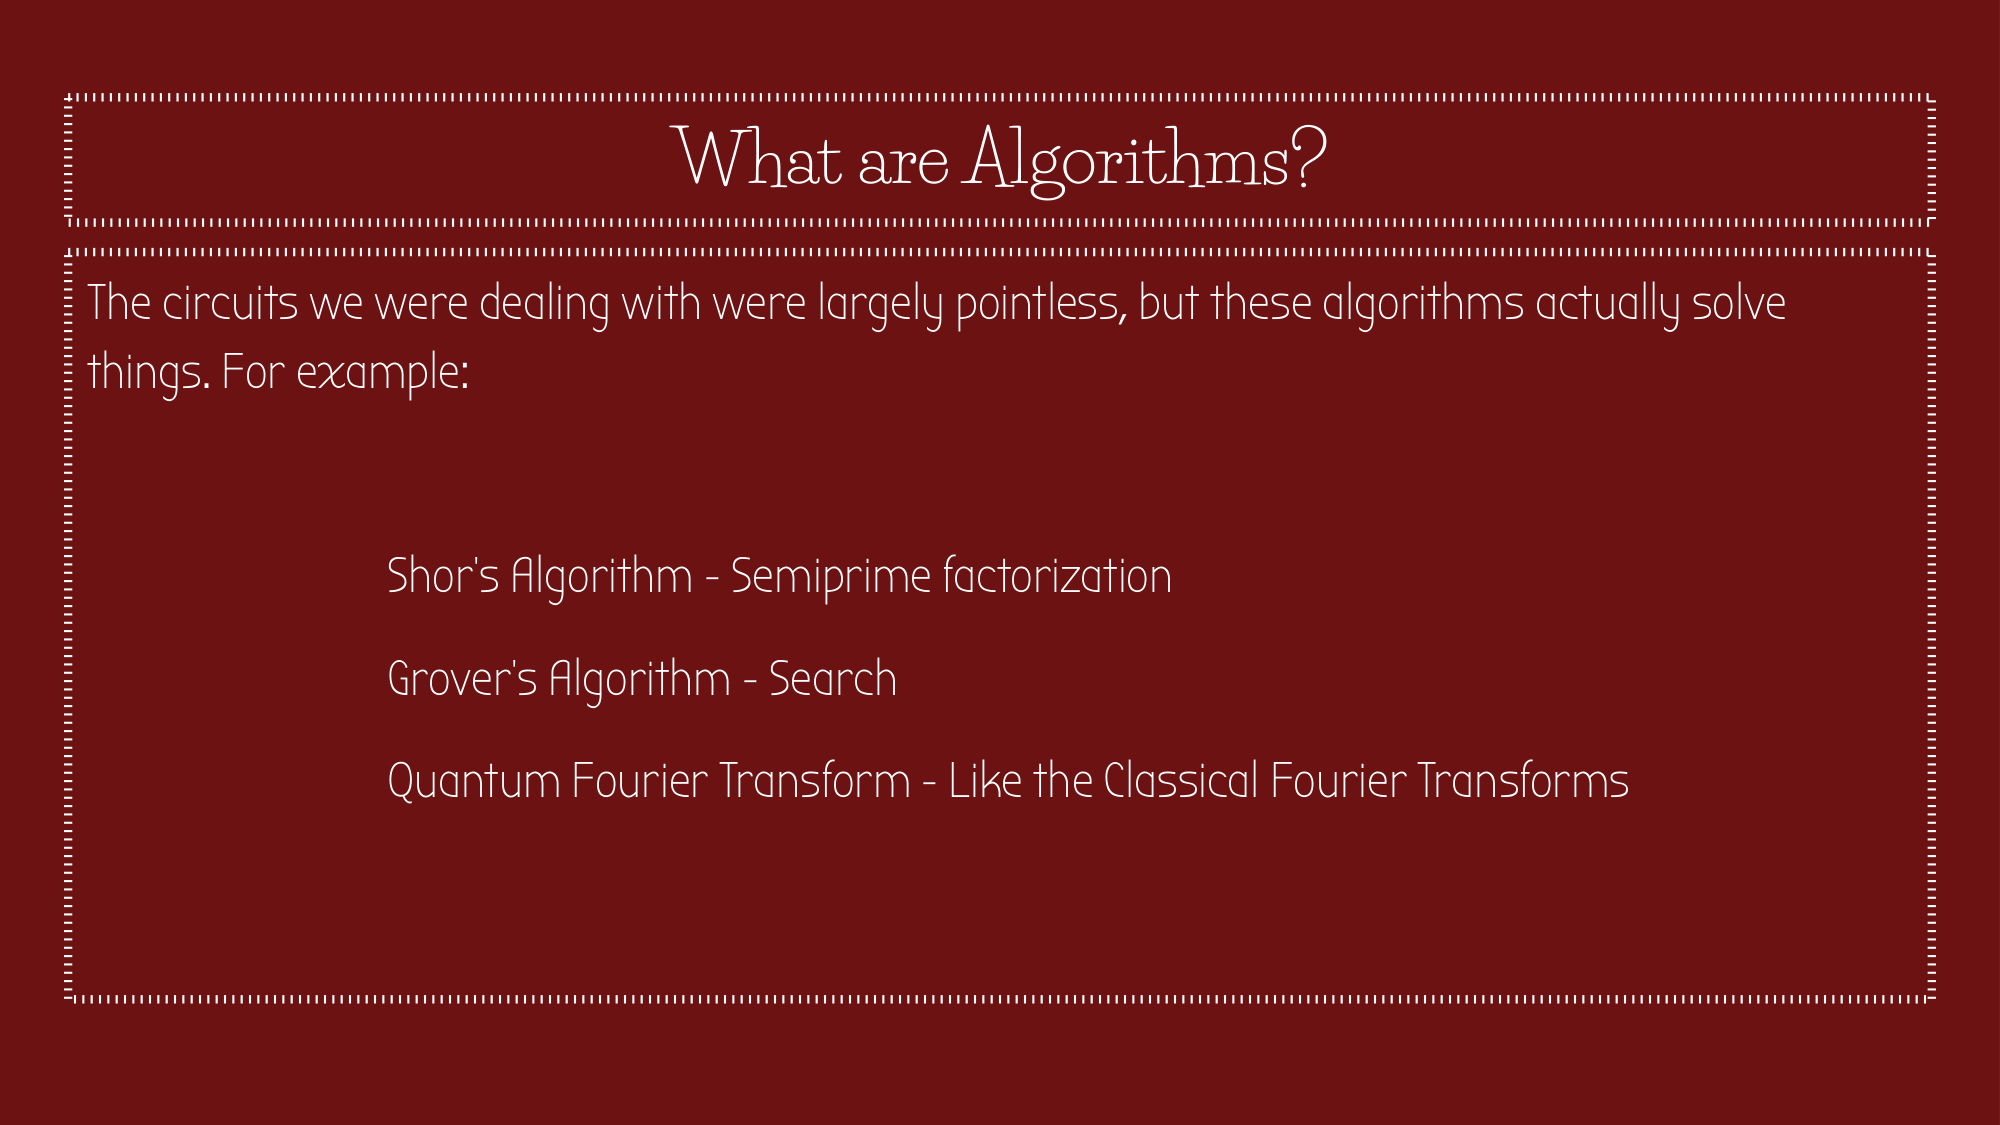 What are Algorithms?
The circuits we were dealing with were largely pointless, but these algorithms actually solve
things. For example:
Shor's Algorithm - Semiprime factorization
Grover's Algorithm - Search
Quantum Fourier Transform - Like the Classical Fourier Transforms